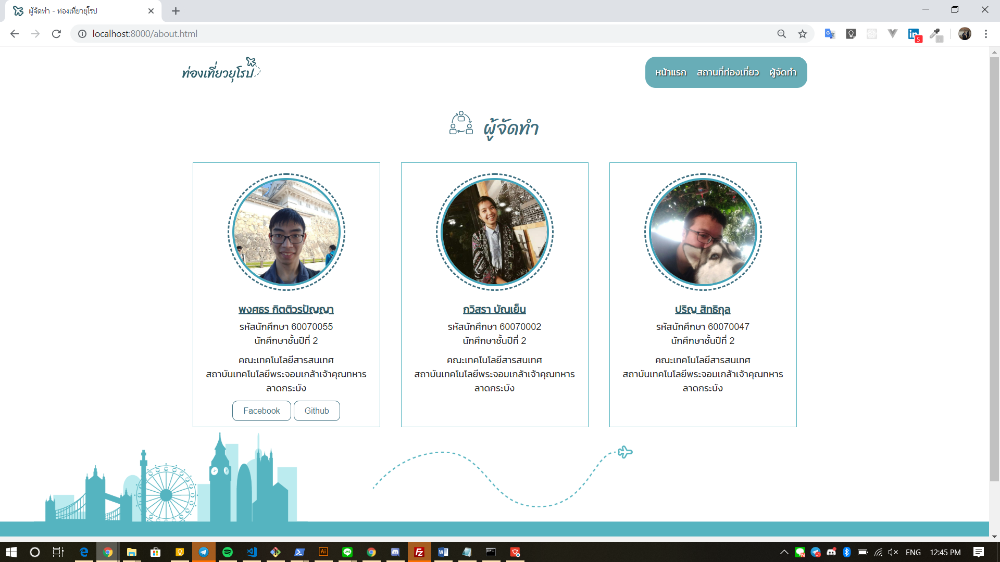 ผู้จัดทำ - ท่องเที่ยวยุโรป
localhost:8000/about.html
5
ท่องเที่ยวยุโรป
หน้าแรก สถานที่ท่องเที่ยว ผู้จัดทำ
ผู้จัดทำ
พงศธร กิตติวรปัญญา
รหัสนักศึกษา 60070055
นักศึกษาชั้นปีที่ 2
คณะเทคโนโลยีสารสนเทศ
สถาบันเทคโนโลยีพระจอมเกล้าเจ้าคุณทหาร
ลาดกระบัง
Facebook Github
กวิสรา บัณเย็น
รหัสนักศึกษา 60070002
นักศึกษาชั้นปีที่ 2
คณะเทคโนโลยีสารสนเทศ
สถาบันเทคโนโลยีพระจอมเกล้าเจ้าคุณทหาร
ลาดกระบัง
ปริญ สิทธิกุล
รหัสนักศึกษา 60070047
นักศึกษาชั้นปีที่ 2
คณะเทคโนโลยีสารสนเทศ
สถาบันเทคโนโลยีพระจอมเกล้าเจ้าคุณทหาร
ลาดกระบัง
ENG 12:45 PM